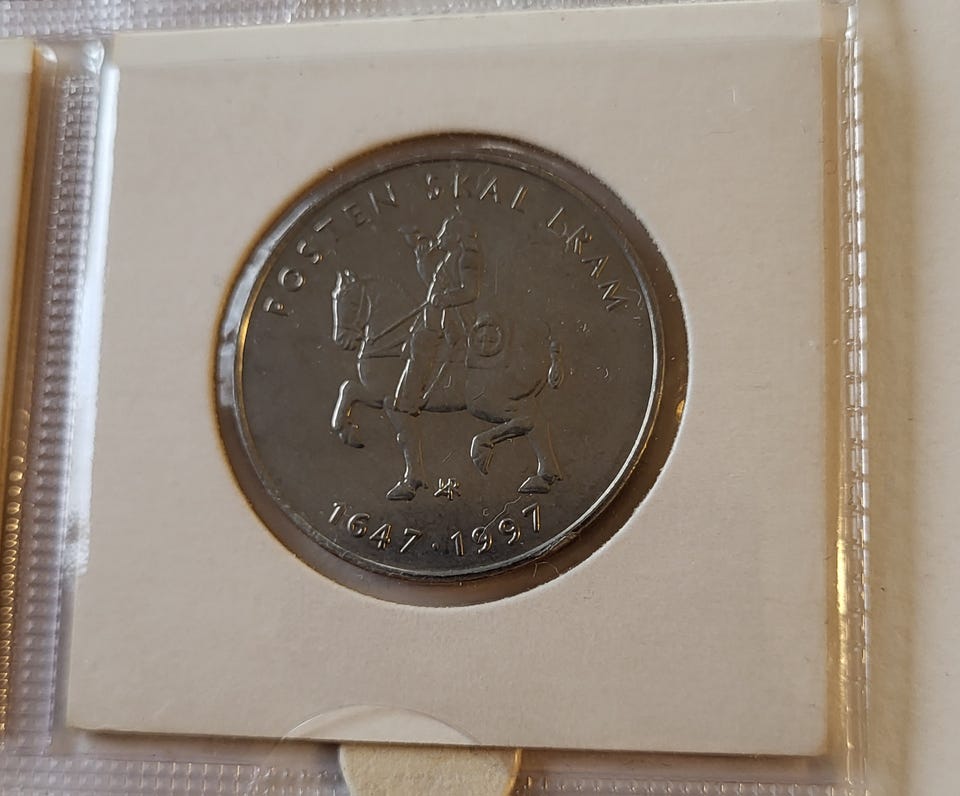 POSTEN SKAL FRAM
1647 · 1997